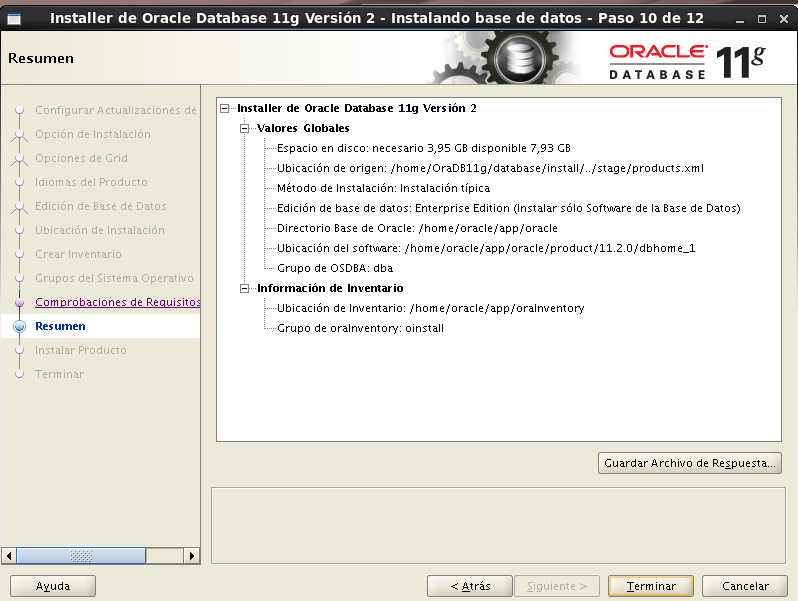 Installer de Oracle Database 11g Versión 2 - Instalando base de datos - Paso 10 de 12
Resumen
ORACLE
DATABASE 11g
Configurar Actualizaciones de
Opción de Instalación
Opciones de Grid
Idiomas del Producto
Edición de Base de Datos
Ubicación de Instalación
Crear Inventario
Grupos del Sistema Operativo
Comprobaciones de Requisitos
Resumen
Instalar Producto
Terminar
Installer de Oracle Database 11g Versión 2
Valores Globales
Espacio en disco: necesario 3,95 GB disponible 7,93 GB
Ubicación de origen: /home/OraDB11g/database/install/../stage/products.xml
Método de Instalación: Instalación típica
Edición de base de datos: Enterprise Edition (Instalar sólo Software de la Base de Datos)
Directorio Base de Oracle: /home/oracle/app/oracle
Ubicación del software: /home/oracle/app/oracle/product/11.2.0/dbhome_1
Grupo de OSDBA: dba
Información de Inventario
Ubicación de Inventario: /home/oracle/app/oraInventory
Grupo de oraInventory: oinstall
Guardar Archivo de Respuesta...
Ayuda
< Atrás
Siguiente >
Terminar
Cancelar